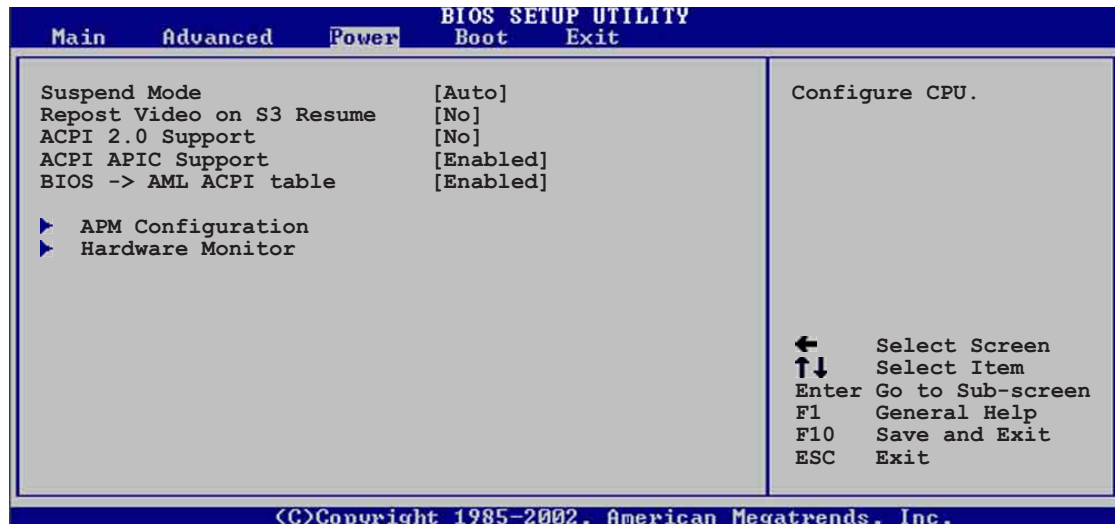 BIOS SETUP UTILITY
Main Advanced Power Boot Exit
Suspend Mode [Auto]
Repost Video on S3 Resume [No]
ACPI 2.0 Support [No]
ACPI APIC Support [Enabled]
BIOS -> AML ACPI table [Enabled]
APM Configuration
Hardware Monitor
Configure CPU.
← Select Screen
↑↓ Select Item
Enter Go to Sub-screen
F1 General Help
F10 Save and Exit
ESC Exit
(C)Copyright 1985-2002, American Megatrends, Inc.